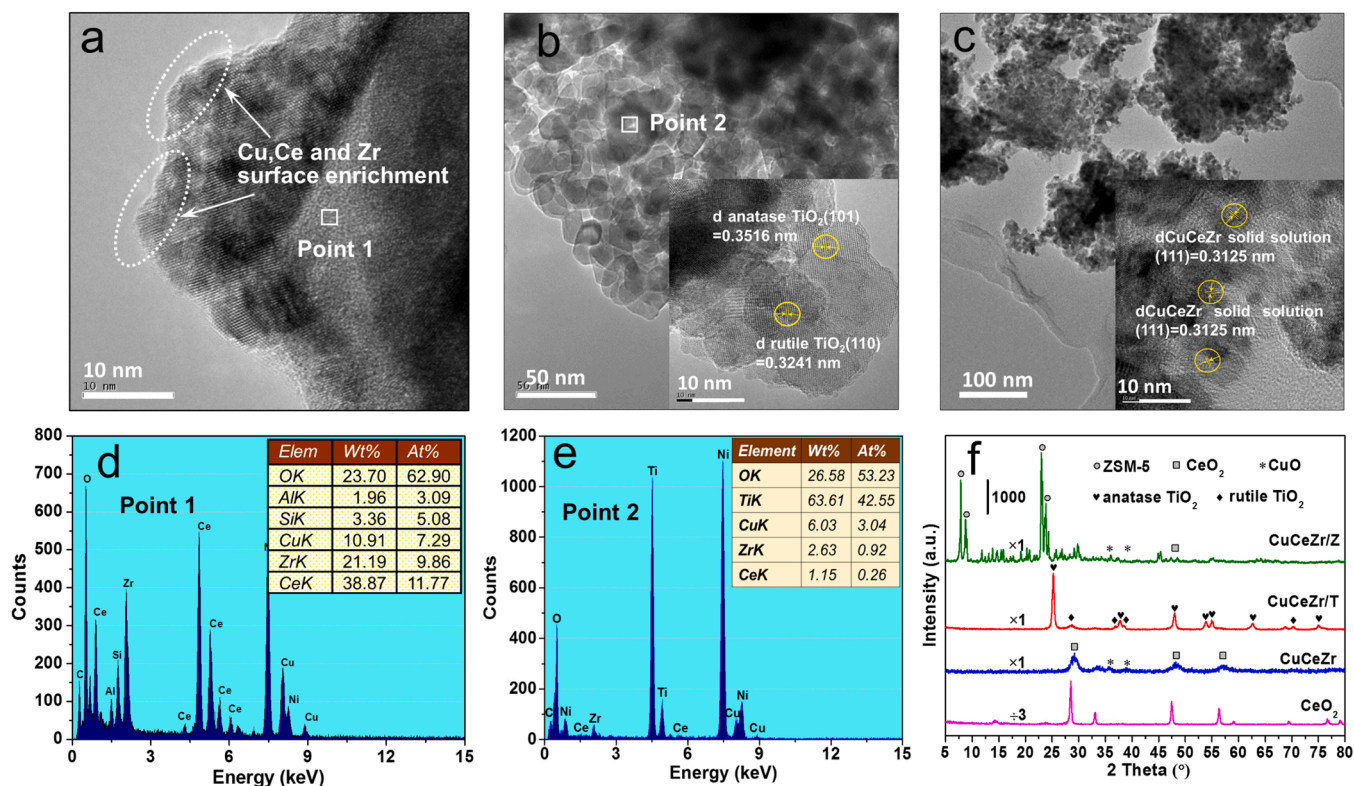 a
Cu,Ce and Zr
surface enrichment
Point 1
10 nm
10 nm
b
Point 2
d anatase TiO2(101)
=0.3516 nm
d rutile TiO2(110)
=0.3241 nm
50 nm
50 nm
10 nm
10 nm
c
dCuCeZr solid solution
(111)=0.3125 nm
dCuCeZr solid solution
(111)=0.3125 nm
100 nm
10 nm
10 nm
d
Point 1
Elem Wt% At%
OK 23.70 62.90
AlK 1.96 3.09
SiK 3.36 5.08
CuK 10.91 7.29
ZrK 21.19 9.86
CeK 38.87 11.77
800
700
600
500
400
300
200
100
0
Counts
C
O
Ce
Al
Si
Zr
Ce
Ce
Ce
Ce
Ce
Cu
Ni
Cu
0 3 6 9 12 15
Energy (keV)
e
Point 2
Element Wt% At%
OK 26.58 53.23
TiK 63.61 42.55
CuK 6.03 3.04
ZrK 2.63 0.92
CeK 1.15 0.26
1200
1000
800
600
400
200
0
Counts
C
O
Ni
Ce
Zr
Ti
Ti
Ce
Ni
Cu
Ni
Cu
0 3 6 9 12 15
Energy (keV)
f
ZSM-5
CeO2
*CuO
1000
♥ anatase TiO2
♦ rutile TiO2
×1
CuCeZr/Z
×1
CuCeZr/T
×1
CuCeZr
÷3
CeO2
Intensity (a.u.)
5 10 15 20 25 30 35 40 45 50 55 60 65 70 75 80
2 Theta (°)